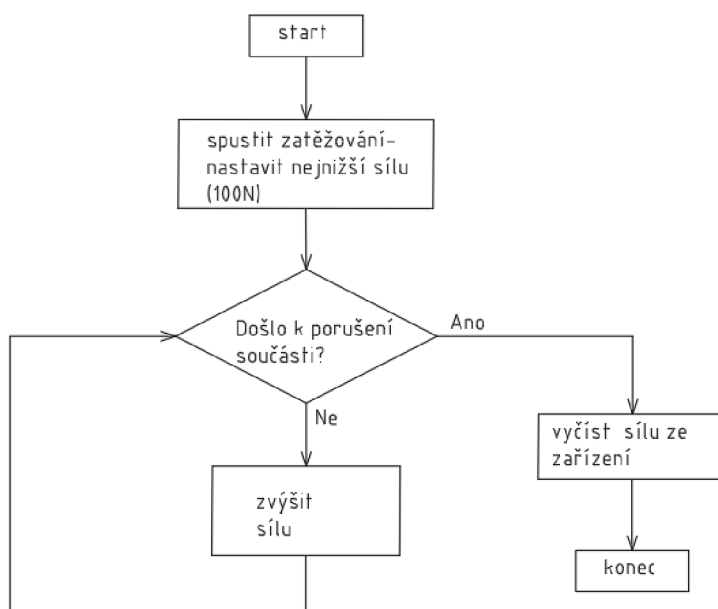 start
spustit zatěžování-
nastavit nejnižší sílu
(100N)
Došlo k porušení
součásti?
Ano
Ne
vyčíst sílu ze
zařízení
zvýšit
sílu
konec